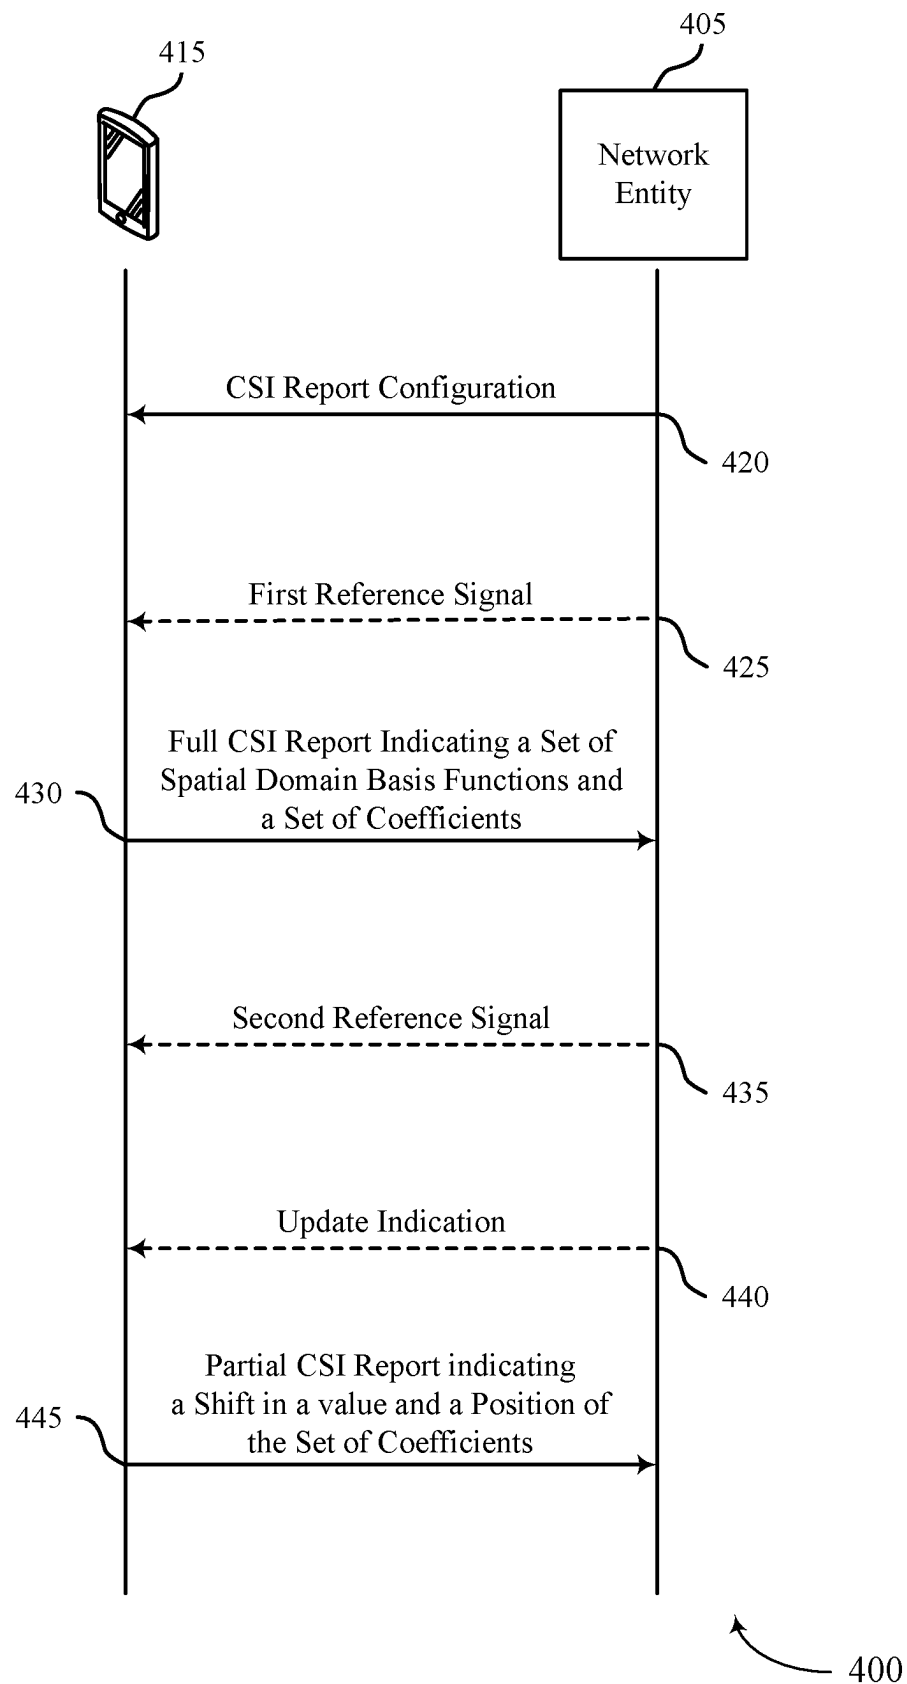 415
405
Network
Entity
CSI Report Configuration
420
First Reference Signal
425
Full CSI Report Indicating a Set of
Spatial Domain Basis Functions and
a Set of Coefficients
430
Second Reference Signal
435
Update Indication
440
Partial CSI Report indicating
a Shift in a value and a Position of
the Set of Coefficients
445
400